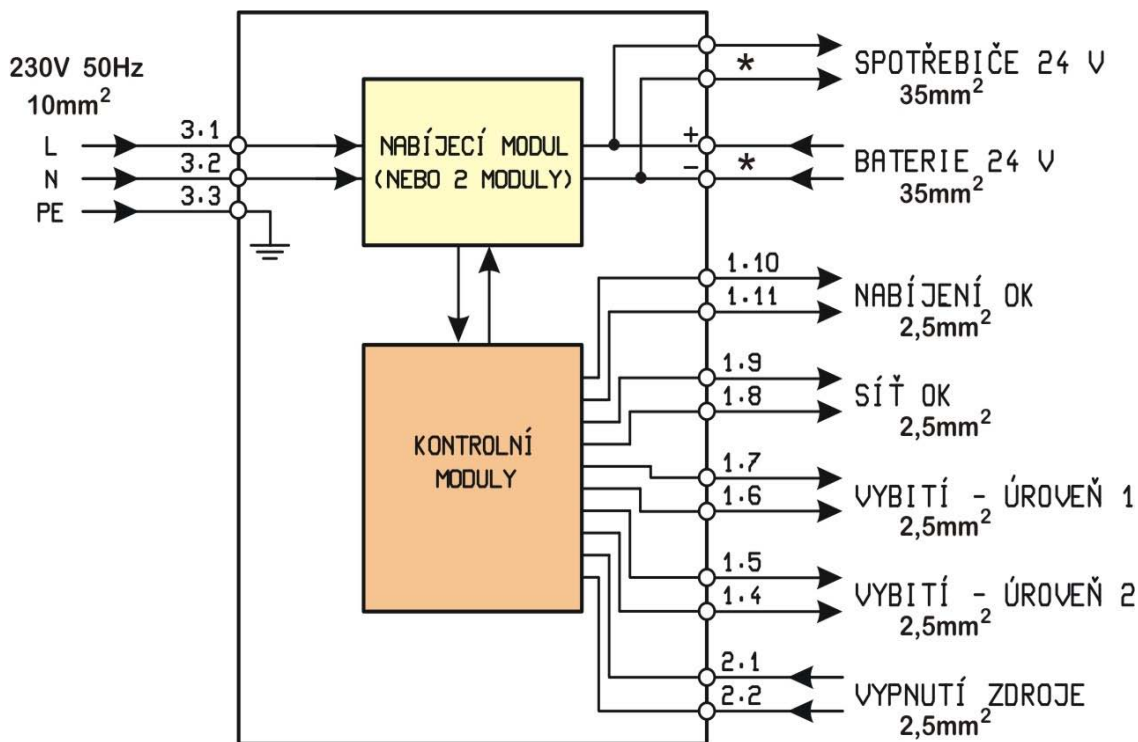 230V 50Hz
10mm²
L
3.1
N
3.2
PE
3.3
NABÍJECÍ MODUL
(NEBO 2 MODULY)
KONTROLNÍ
MODULY
*
SPOTŘEBIČE 24 V
35mm²
+
-
*
BATERIE 24 V
35mm²
1.10
1.11
NABÍJENÍ OK
2,5mm²
1.9
1.8
SÍŤ OK
2,5mm²
1.7
1.6
VYBITÍ - ÚROVEŇ 1
2,5mm²
1.5
1.4
VYBITÍ - ÚROVEŇ 2
2,5mm²
2.1
2.2
VYPNUTÍ ZDROJE
2,5mm²